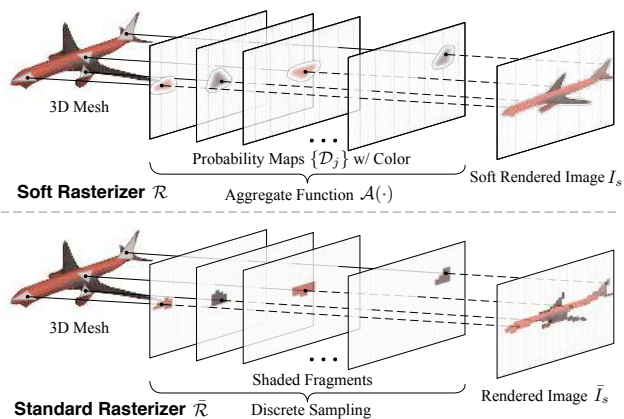 3D Mesh
Probability Maps {𝒟ⱼ} w/ Color
Soft Rendered Image Iₛ
Soft Rasterizer ℛ
Aggregate Function 𝒜(·)
3D Mesh
Shaded Fragments
Rendered Image Īₛ
Standard Rasterizer ℛ̄
Discrete Sampling